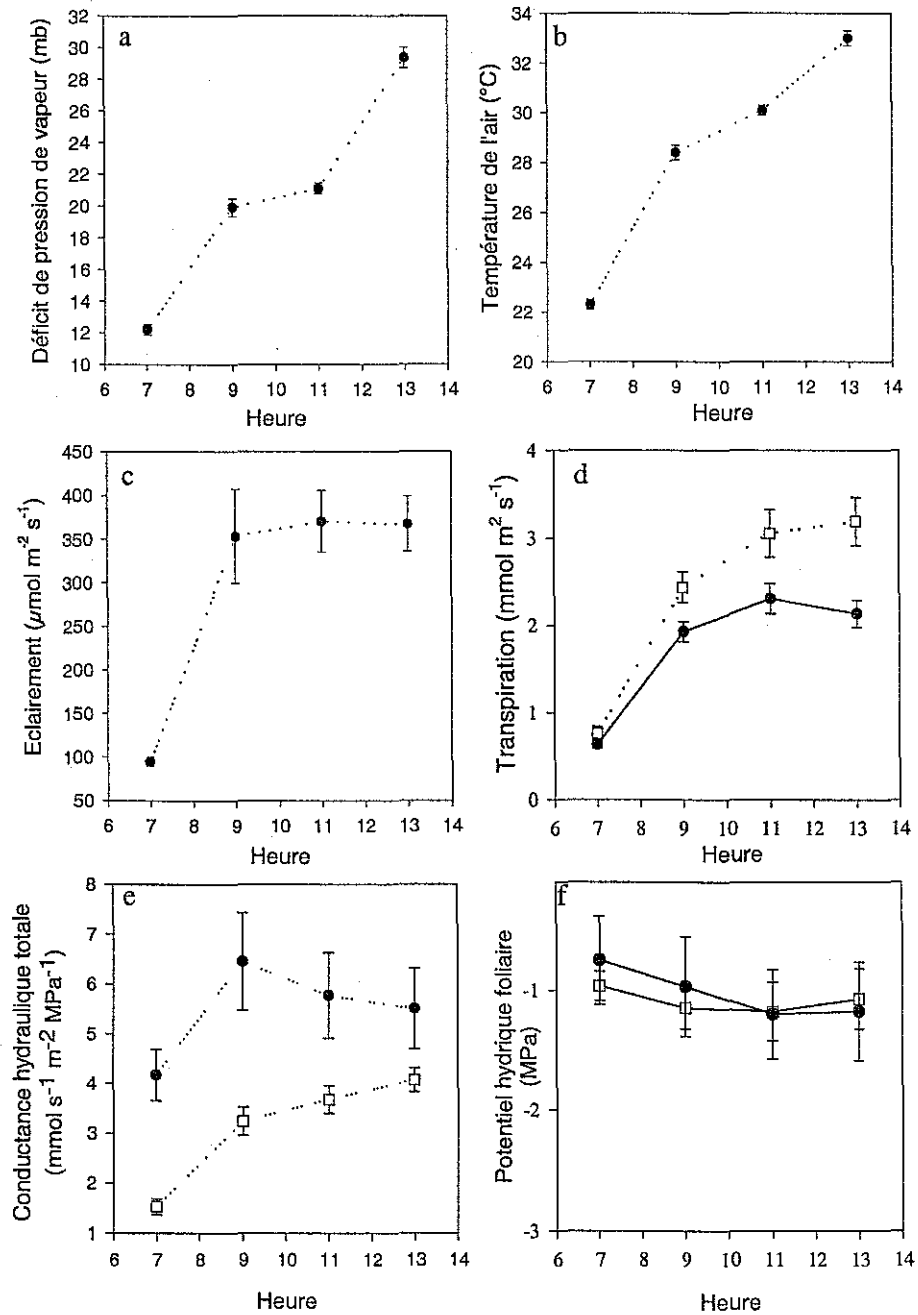 a
Déficit de pression de vapeur (mb)
32
30
28
26
24
22
20
18
16
14
12
10
6 7 8 9 10 11 12 13 14
Heure
b
Température de l'air (°C)
34
32
30
28
26
24
22
20
6 7 8 9 10 11 12 13 14
Heure
c
Eclairement (µmol m⁻² s⁻¹)
450
400
350
300
250
200
150
100
50
6 7 8 9 10 11 12 13 14
Heure
d
Transpiration (mmol m⁻² s⁻¹)
4
3
2
1
0
6 7 8 9 10 11 12 13 14
Heure
e
Conductance hydraulique totale
(mmol s⁻¹ m⁻² MPa⁻¹)
8
7
6
5
4
3
2
1
6 7 8 9 10 11 12 13 14
Heure
f
Potentiel hydrique foliaire
(MPa)
-1
-2
-3
6 7 8 9 10 11 12 13 14
Heure